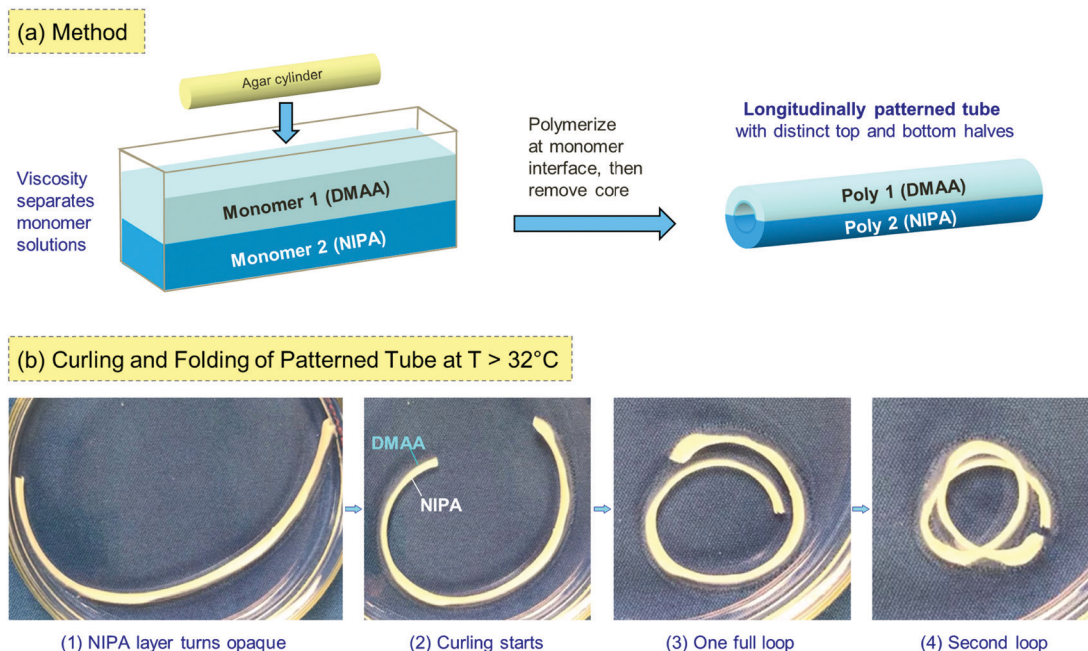 (a) Method
Agar cylinder
Viscosity
separates
monomer
solutions
Monomer 1 (DMAA)
Monomer 2 (NIPA)
Polymerize
at monomer
interface, then
remove core
Longitudinally patterned tube
with distinct top and bottom halves
Poly 1 (DMAA)
Poly 2 (NIPA)
(b) Curling and Folding of Patterned Tube at T > 32°C
DMAA
NIPA
(1) NIPA layer turns opaque
(2) Curling starts
(3) One full loop
(4) Second loop